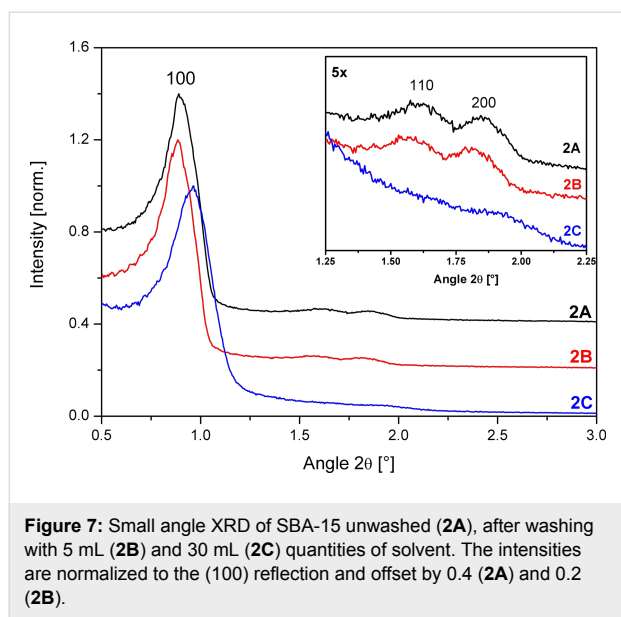 1.6
1.2
0.8
0.4
0.0
Intensity [norm.]
100
2A
2B
2C
0.5 1.0 1.5 2.0 2.5 3.0
Angle 2θ [°]
5x
110
200
2A
2B
2C
1.25 1.50 1.75 2.00 2.25
Angle 2θ [°]
Figure 7: Small angle XRD of SBA-15 unwashed (2A), after washing
with 5 mL (2B) and 30 mL (2C) quantities of solvent. The intensities
are normalized to the (100) reflection and offset by 0.4 (2A) and 0.2
(2B).